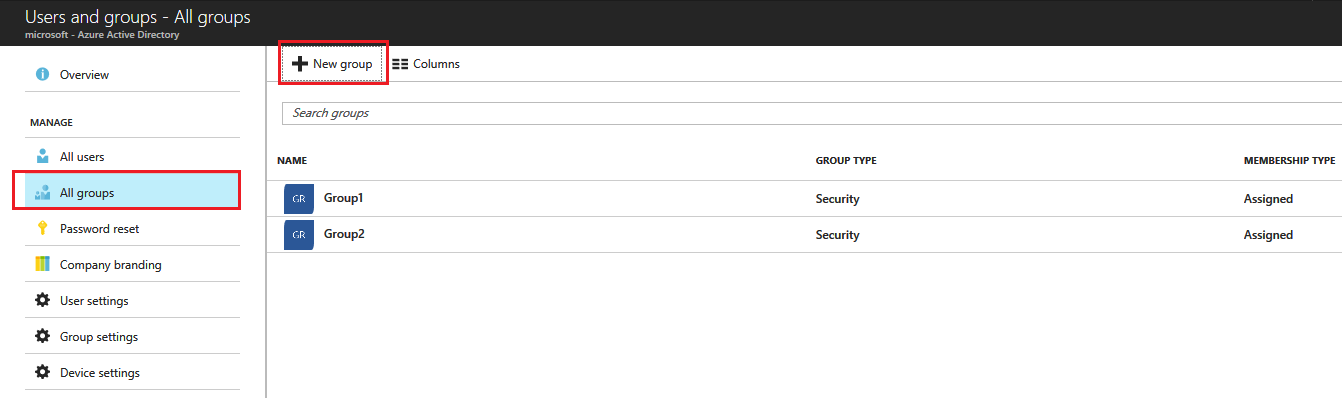 Users and groups - All groups
microsoft - Azure Active Directory
Overview
MANAGE
All users
All groups
Password reset
Company branding
User settings
Group settings
Device settings
New group Columns
Search groups
NAME GROUP TYPE MEMBERSHIP TYPE
GR Group1 Security Assigned
GR Group2 Security Assigned